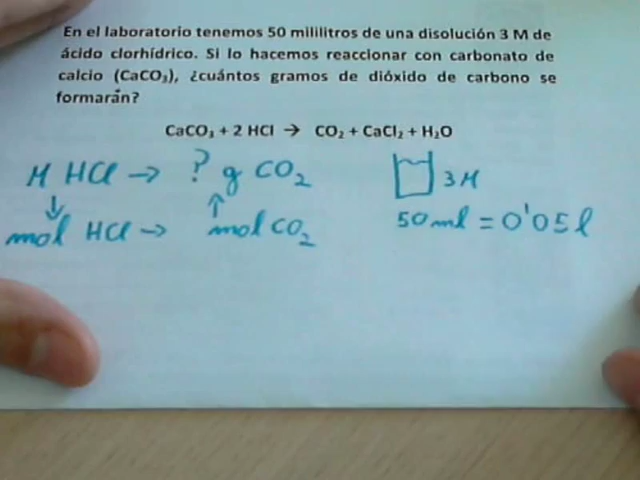 En el laboratorio tenemos 50 mililitros de una disolución 3 M de
ácido clorhídrico. Si lo hacemos reaccionar con carbonato de
calcio (CaCO₃), ¿cuántos gramos de dióxido de carbono se
formarán?
CaCO₃ + 2 HCl → CO₂ + CaCl₂ + H₂O
M HCl → ? g CO₂
↓ ↑
mol HCl → mol CO₂
3 M
50 ml = 0'05 l